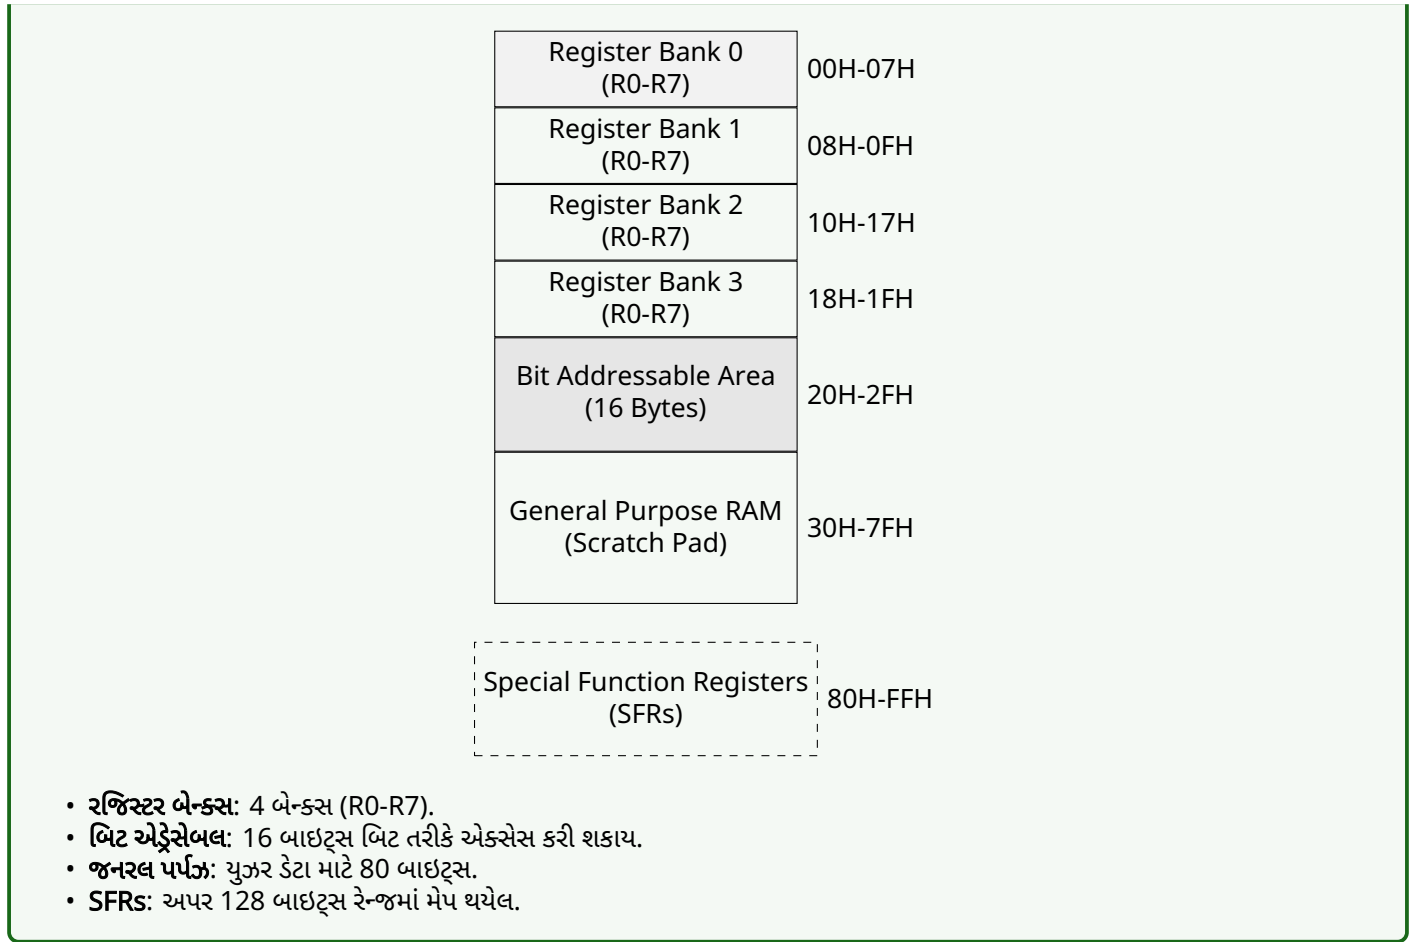 Register Bank 0
(R0-R7)
00H-07H
Register Bank 1
(R0-R7)
08H-0FH
Register Bank 2
(R0-R7)
10H-17H
Register Bank 3
(R0-R7)
18H-1FH
Bit Addressable Area
(16 Bytes)
20H-2FH
General Purpose RAM
(Scratch Pad)
30H-7FH
Special Function Registers
(SFRs)
80H-FFH
• રજિસ્ટર બેન્ક્સ: 4 બેન્ક્સ (R0-R7).
• બિટ એડ્રેસેબલ: 16 બાઇટ્સ બિટ તરીકે એક્સેસ કરી શકાય.
• જનરલ પર્પઝ: યુઝર ડેટા માટે 80 બાઇટ્સ.
• SFRs: અપર 128 બાઇટ્સ રેન્જમાં મેપ થયેલ.